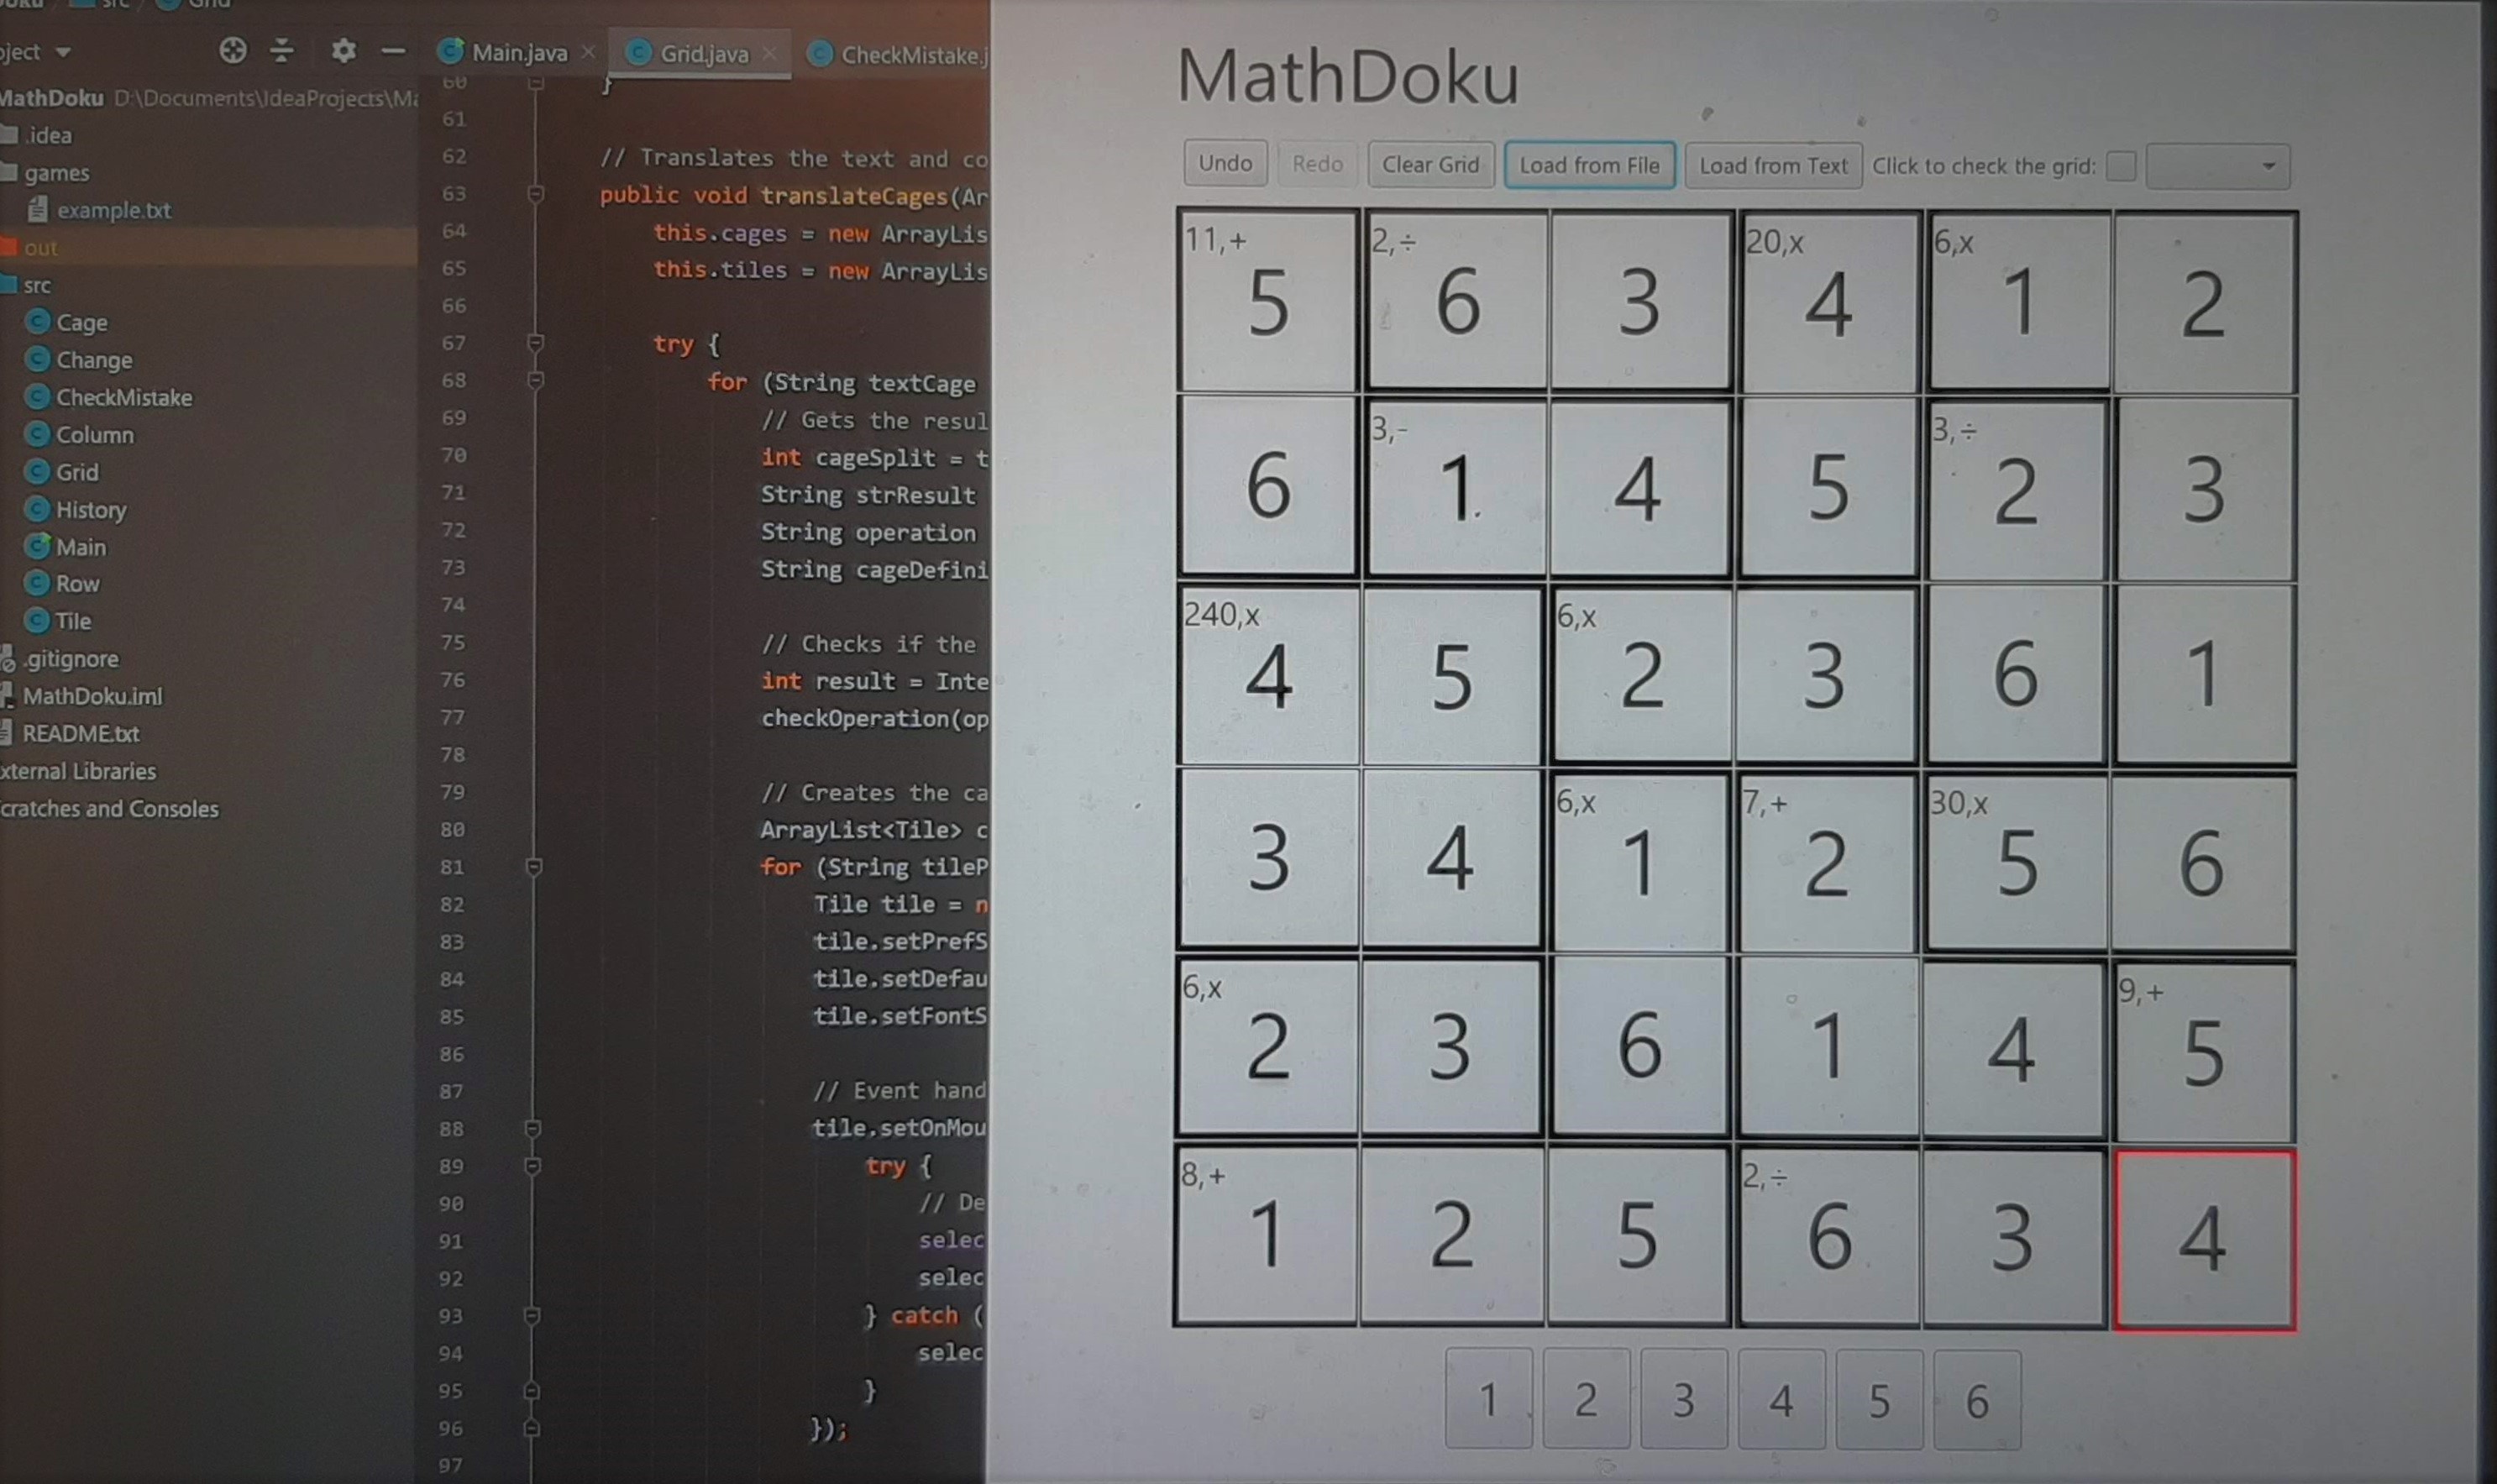 src Grid
ject
Main.java
Grid.java
CheckMistake.j
MathDoku D:\Documents\IdeaProjects\Ma
.idea
games
example.txt
out
src
Cage
Change
CheckMistake
Column
Grid
History
Main
Row
Tile
.gitignore
MathDoku.iml
README.txt
xternal Libraries
cratches and Consoles
60 }
61
62 // Translates the text and co
63 public void translateCages(Ar
64 this.cages = new ArrayLis
65 this.tiles = new ArrayLis
66
67 try {
68 for (String textCage
69 // Gets the resul
70 int cageSplit = t
71 String strResult
72 String operation
73 String cageDefini
74
75 // Checks if the
76 int result = Inte
77 checkOperation(op
78
79 // Creates the ca
80 ArrayList<Tile> c
81 for (String tileP
82 Tile tile = n
83 tile.setPrefS
84 tile.setDefau
85 tile.setFontS
86
87 // Event hand
88 tile.setOnMou
89 try {
90 // De
91 selec
92 selec
93 } catch (
94 selec
95 }
96 });
97
MathDoku
Undo Redo Clear Grid Load from File Load from Text Click to check the grid:
11,+ 2,÷ 20,x 6,x
5 6 3 4 1 2
3,- 3,÷
6 1 4 5 2 3
240,x 6,x
4 5 2 3 6 1
6,x 7,+ 30,x
3 4 1 2 5 6
6,x 9,+
2 3 6 1 4 5
8,+ 2,÷
1 2 5 6 3 4
1 2 3 4 5 6